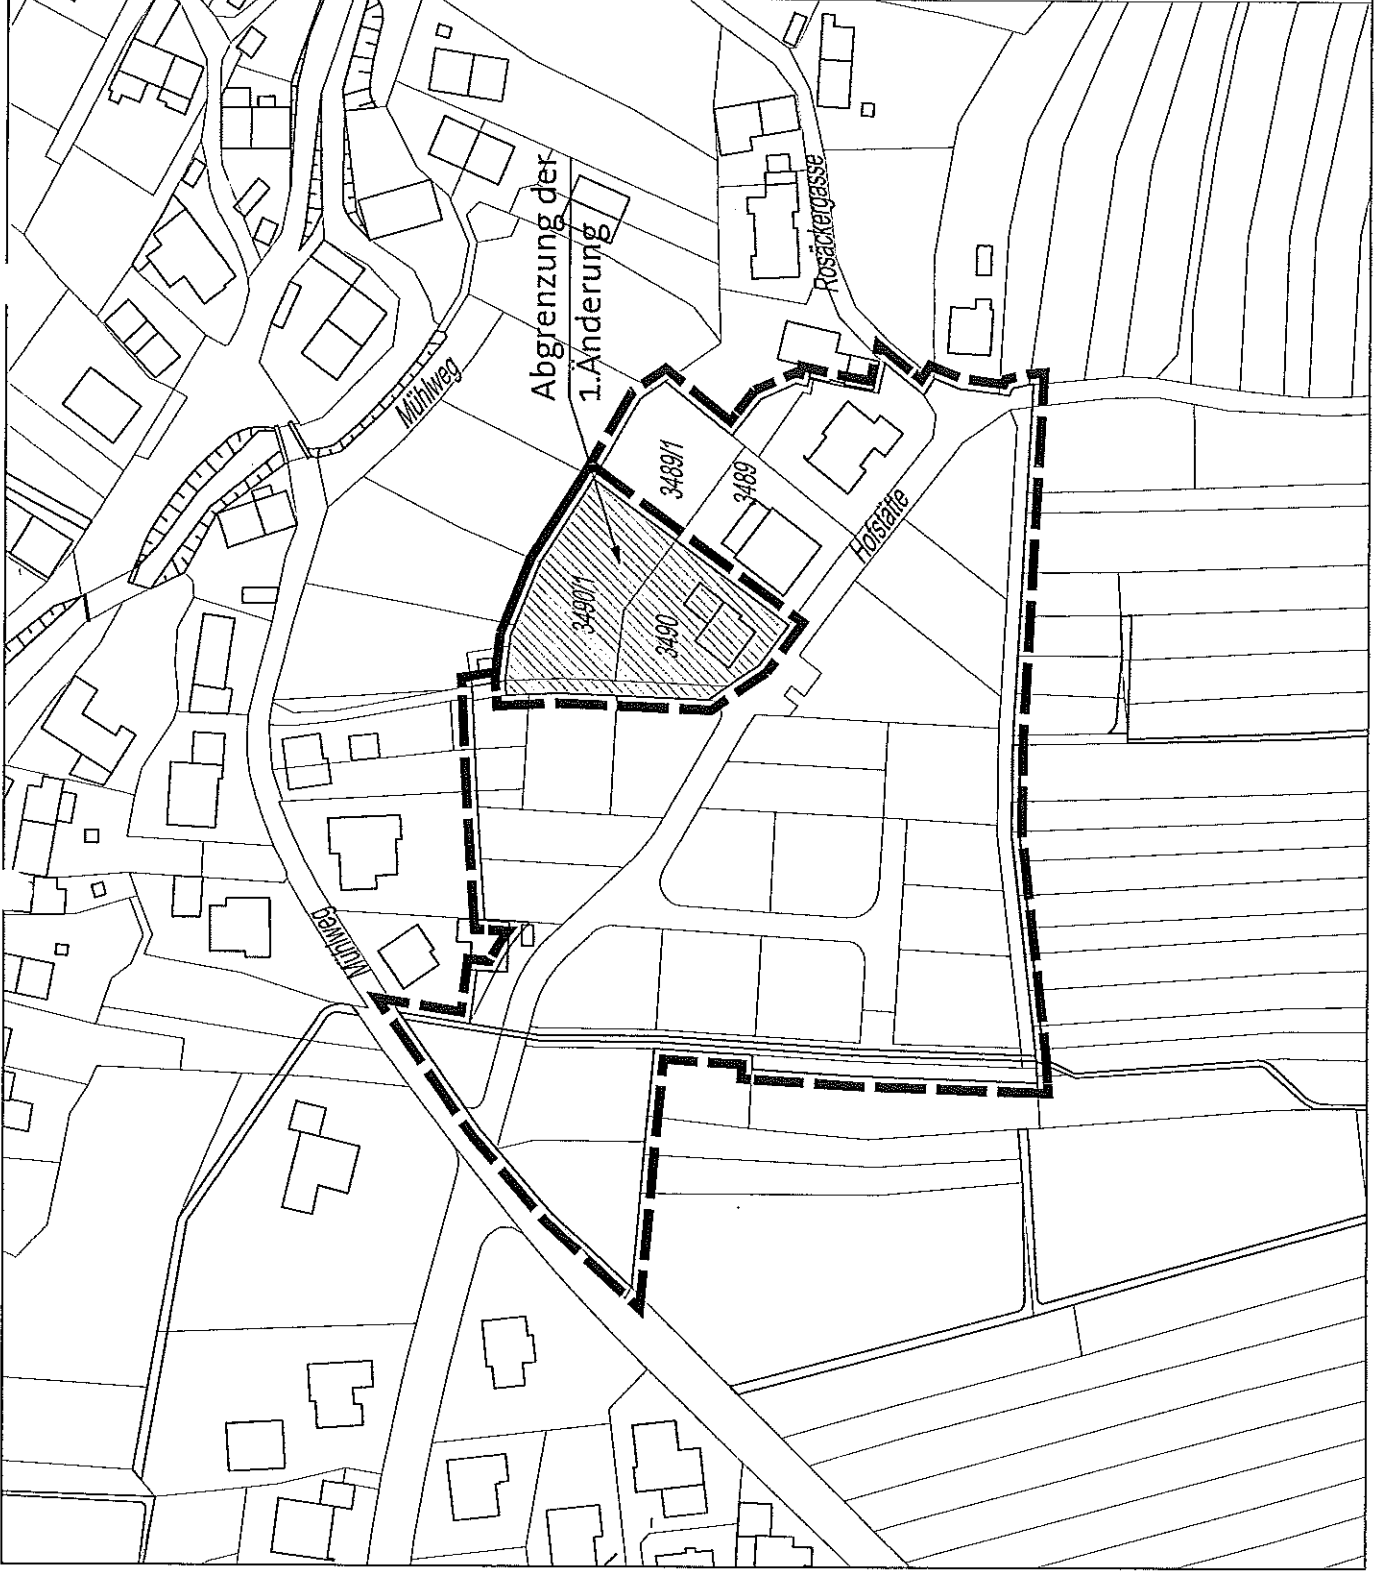 Abgrenzung der
1.Änderung
Mühlweg
Mühlweg
Rosäckergasse
Hofstätte
3489/1
3489
3490/1
3490